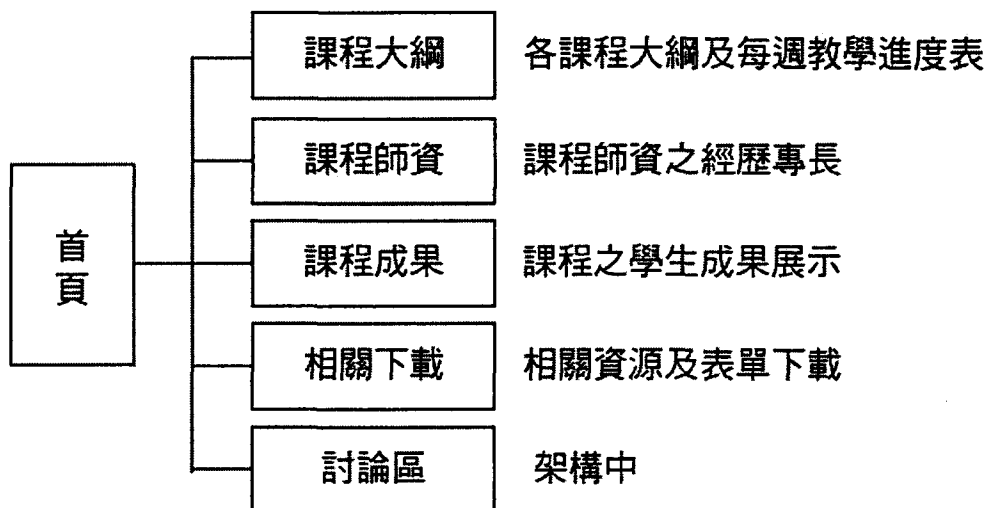 課程大綱 各課程大綱及每週教學進度表
課程師資 課程師資之經歷專長
首頁
課程成果 課程之學生成果展示
相關下載 相關資源及表單下載
討論區 架構中